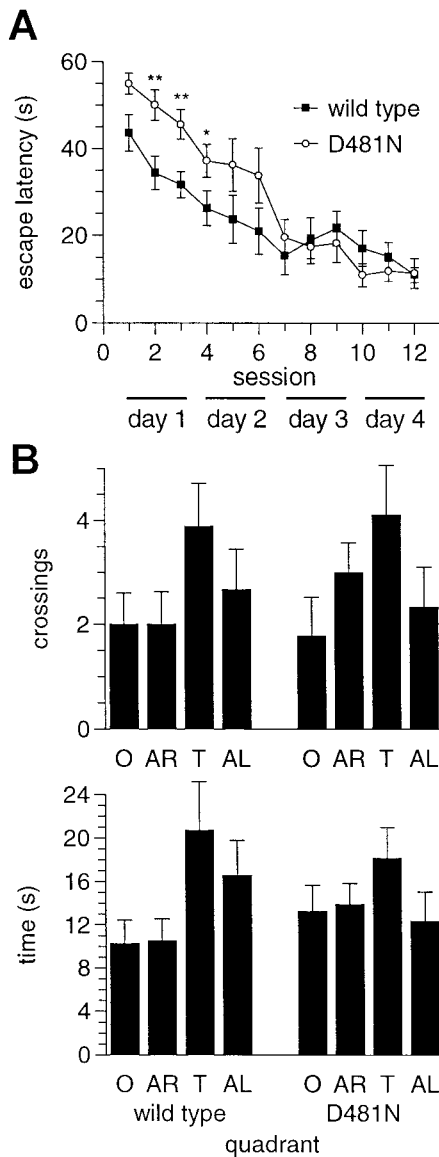 A
60
40
20
0
escape latency (s)
** ** *
wild type
D481N
0 2 4 6 8 10 12
session
day 1 day 2 day 3 day 4
B
4
2
0
crossings
O AR T AL O AR T AL
24
20
16
12
8
4
0
time (s)
O AR T AL O AR T AL
wild type D481N
quadrant